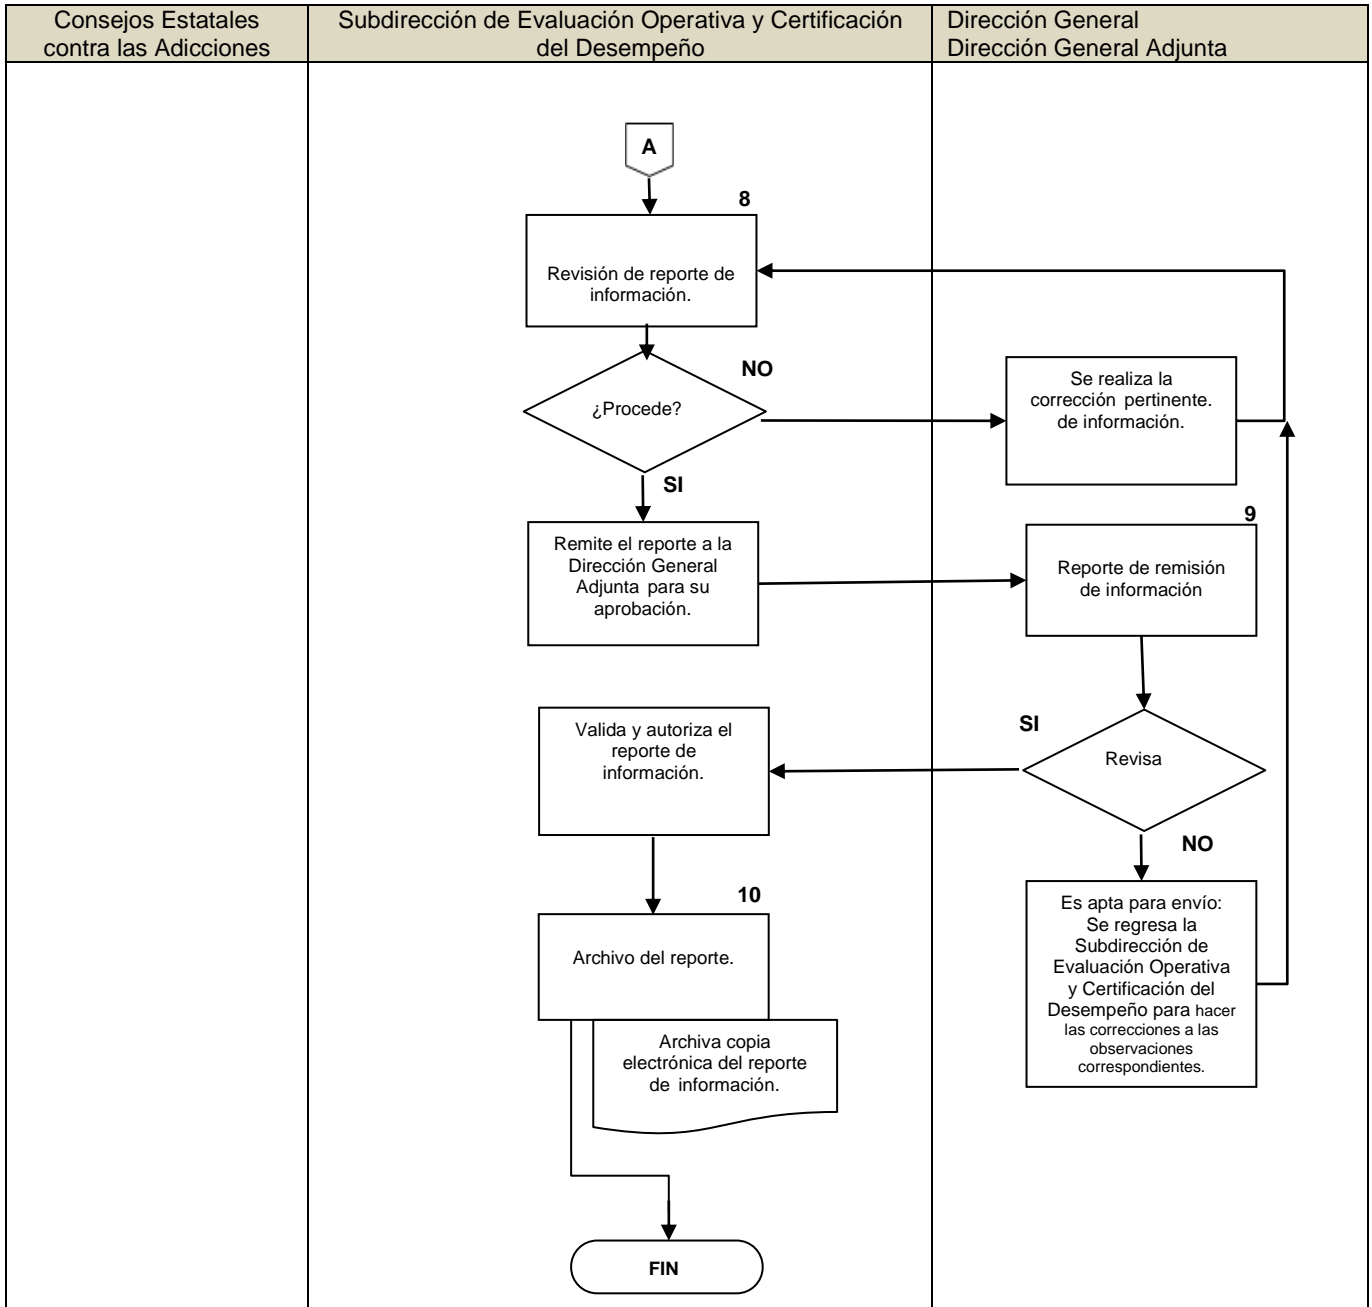 Consejos Estatales
contra las Adicciones
Subdirección de Evaluación Operativa y Certificación
del Desempeño
Dirección General
Dirección General Adjunta
A
8
Revisión de reporte de
información.
¿Procede?
NO
Se realiza la
corrección pertinente.
de información.
SI
Remite el reporte a la
Dirección General
Adjunta para su
aprobación.
9
Reporte de remisión
de información
Revisa
SI
Valida y autoriza el
reporte de
información.
NO
Es apta para envío:
Se regresa la
Subdirección de
Evaluación Operativa
y Certificación del
Desempeño para hacer
las correcciones a las
observaciones
correspondientes.
10
Archivo del reporte.
Archiva copia
electrónica del reporte
de información.
FIN